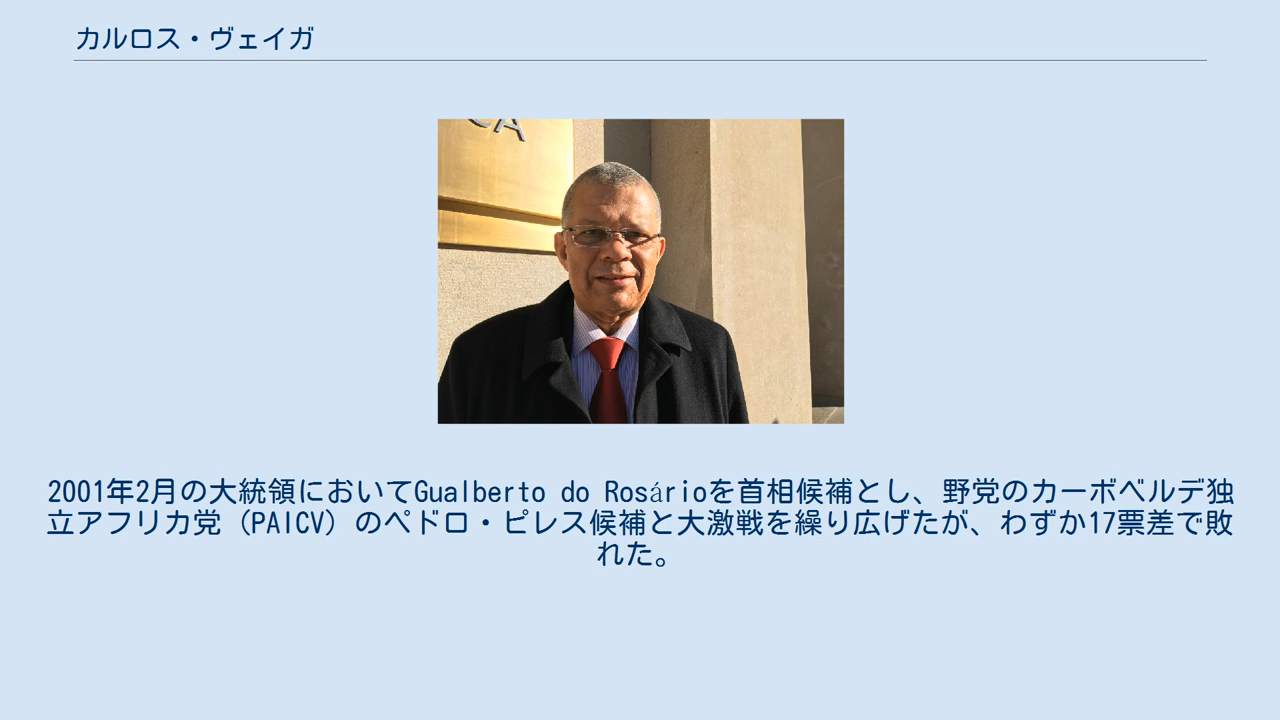 カルロス・ヴェイガ
CA
2001年2月の大統領においてGualberto do Rosárioを首相候補とし、野党のカーボベルデ独
立アフリカ党（PAICV）のペドロ・ピレス候補と大激戦を繰り広げたが、わずか17票差で敗
れた。